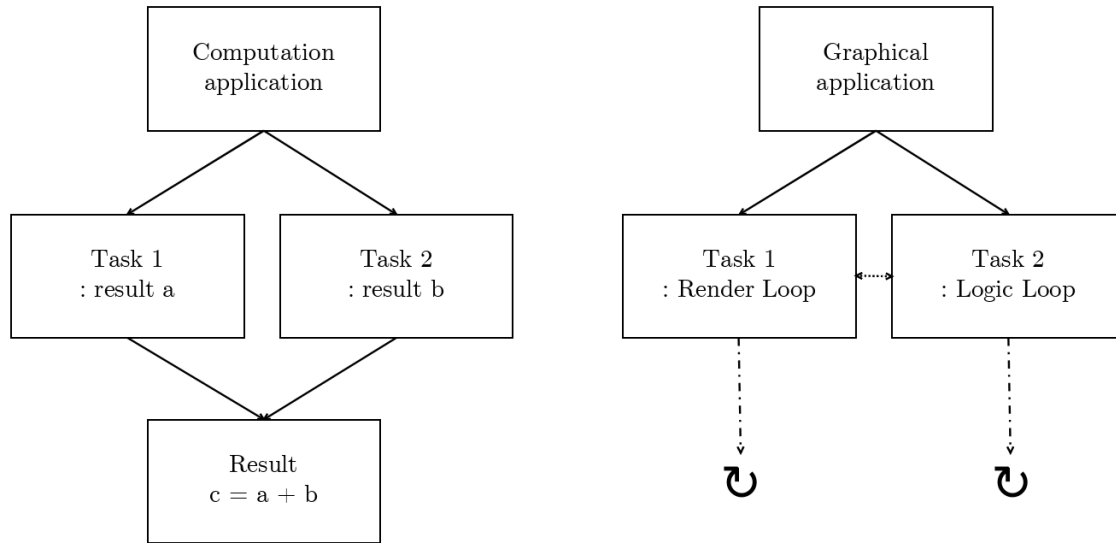 Computation
application
Task 1
: result a
Task 2
: result b
Result
c = a + b
Graphical
application
Task 1
: Render Loop
Task 2
: Logic Loop